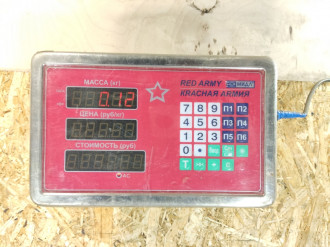 МАССА (кг)
0.12
RED ARMY
КРАСНАЯ АРМИЯ
ЦЕНА (руб/кг)
7 8 9 П1 П2
4 5 6 П3 П4
1 2 3 П5 П6
СТОИМОСТЬ (руб)
0
T